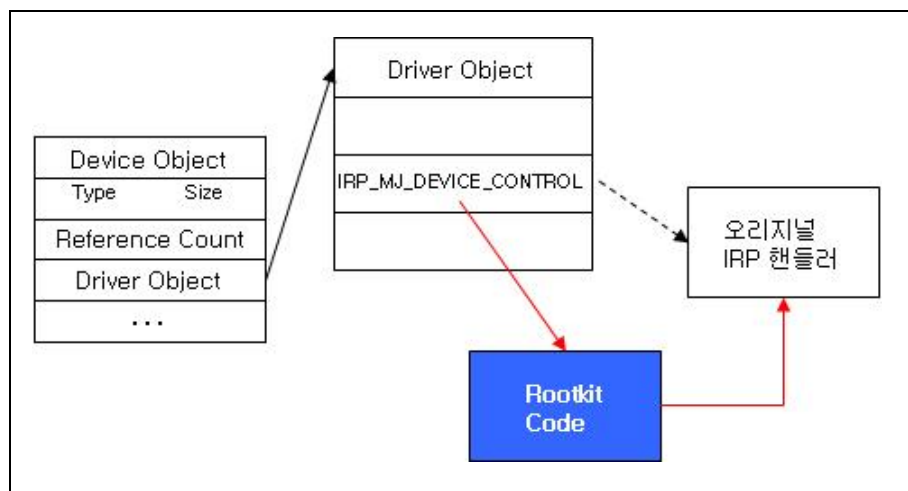 Device Object
Type Size
Reference Count
Driver Object
...
Driver Object
IRP_MJ_DEVICE_CONTROL
오리지널
IRP 핸들러
Rootkit
Code